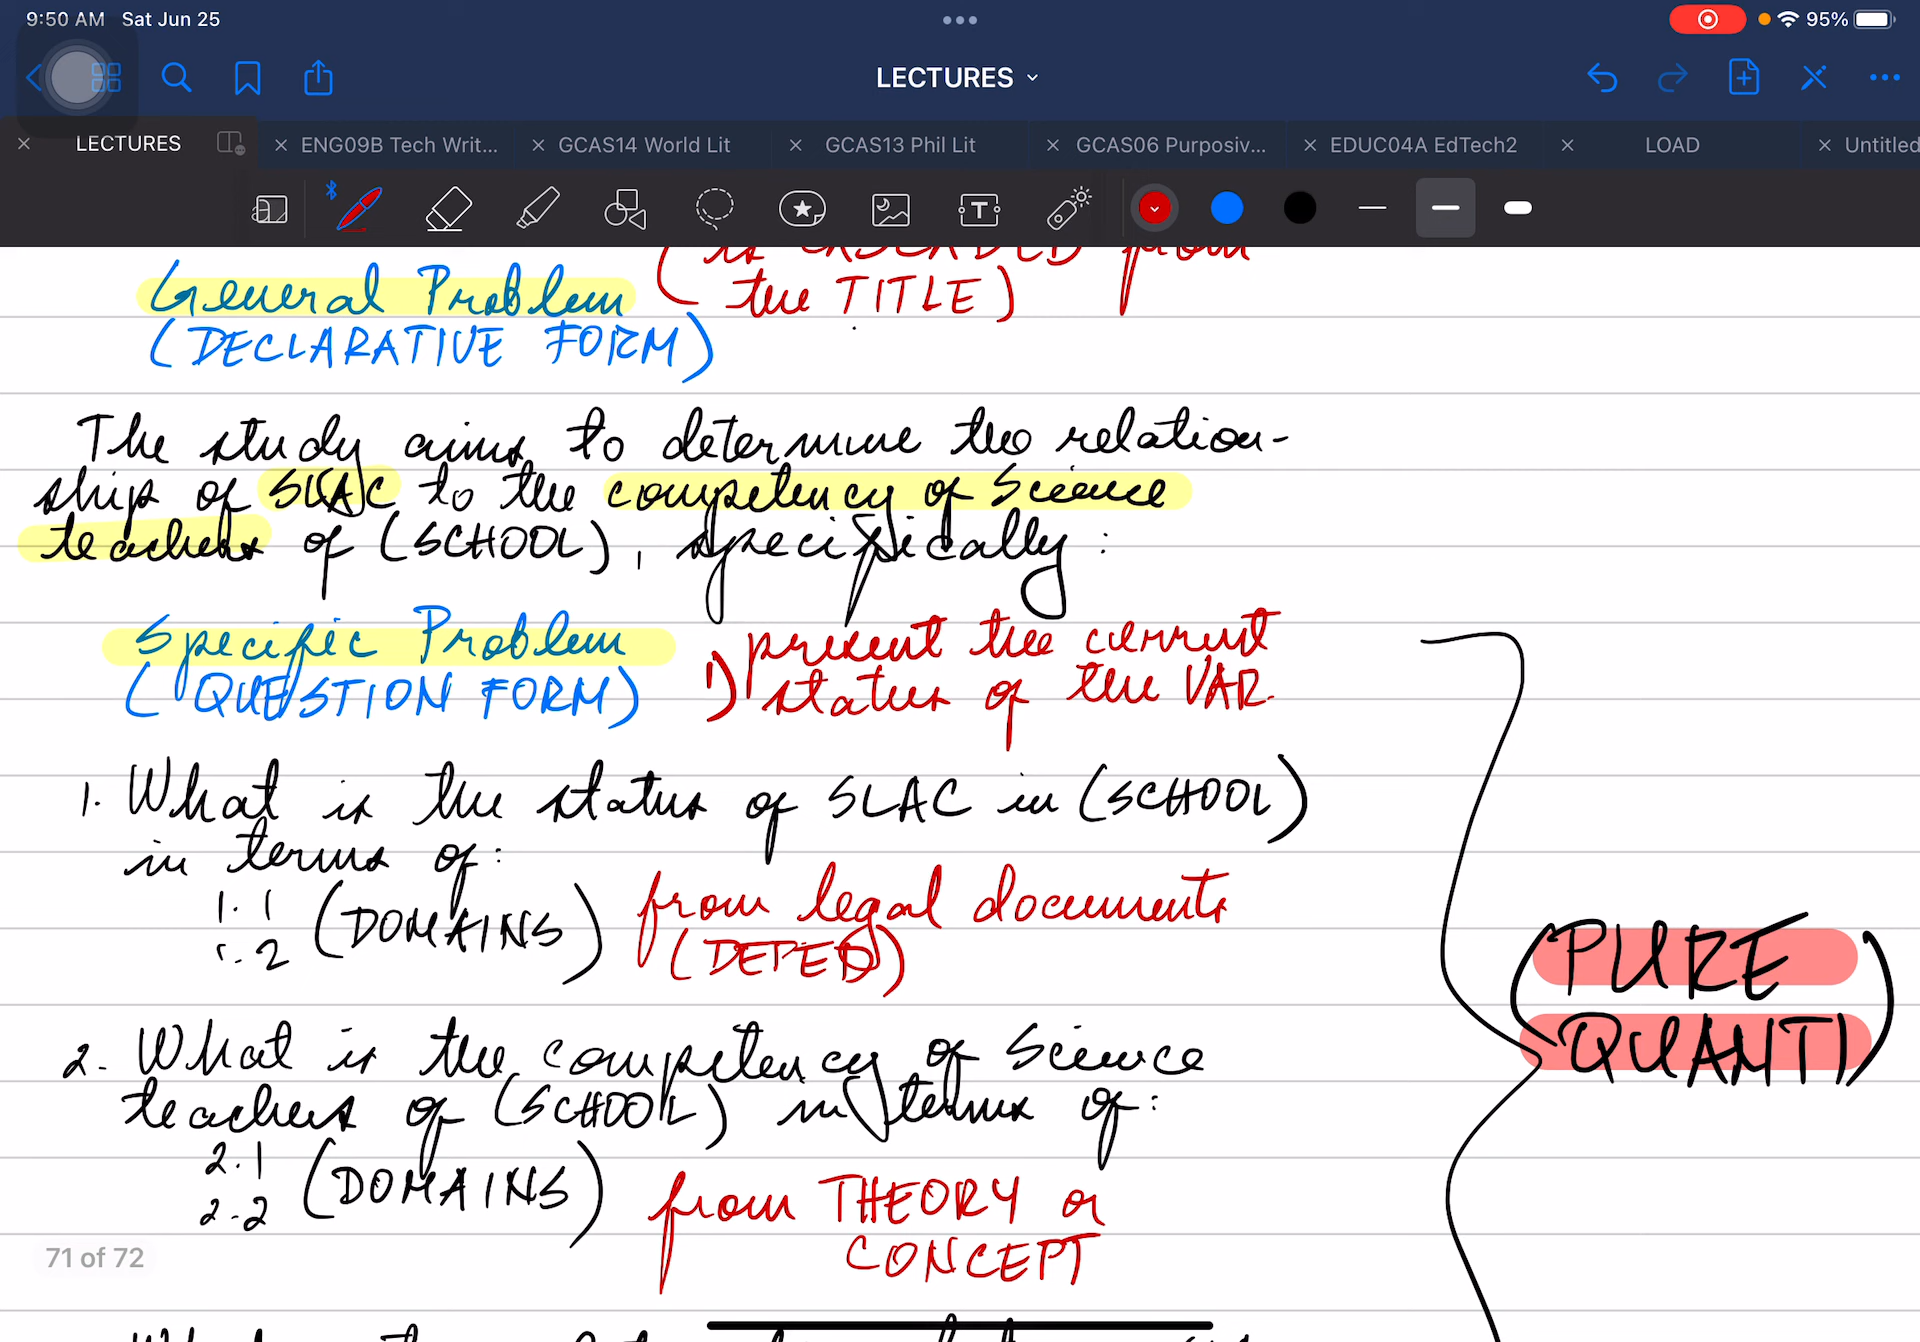 9:50 AM Sat Jun 25
95%
LECTURES
LECTURES
ENG09B Tech Writ...
GCAS14 World Lit
GCAS13 Phil Lit
GCAS06 Purposiv...
EDUC04A EdTech2
LOAD
Untitled
(is CASCADED from
General Problem the TITLE)
(DECLARATIVE FORM)
The study aims to determine the relation-
ship of SLAC to the competency of Science
teachers of (SCHOOL), specifically:
Specific Problem 1) present the current
(QUESTION FORM) status of the VAR.
1. What is the status of SLAC in (SCHOOL)
in terms of:
1.1 (DOMAINS) from legal documents
1.2 (DEPED)
(PURE
QUANTI)
2. What is the competency of Science
teachers of (SCHOOL) in terms of:
2.1 (DOMAINS) from THEORY or
2.2 CONCEPT
71 of 72